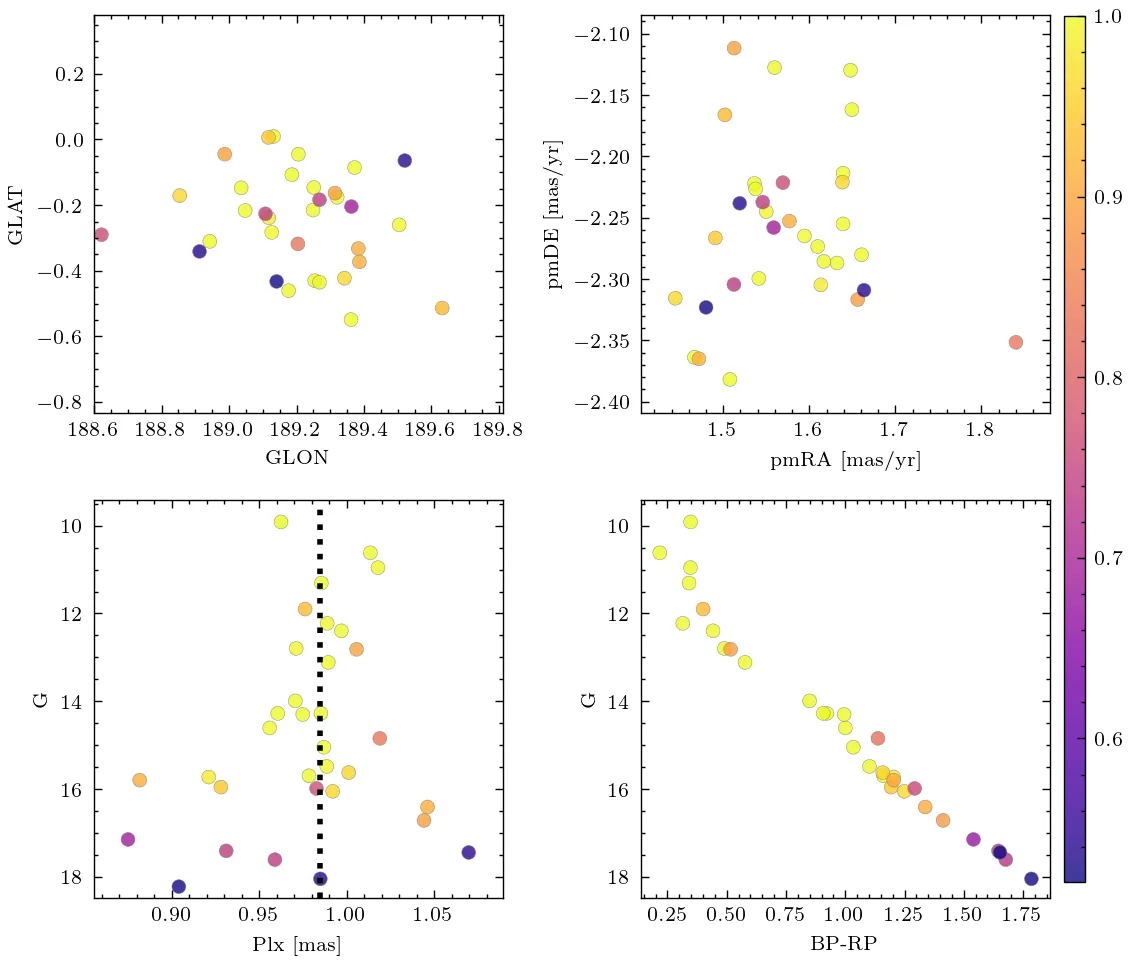 0.2
0.0
−0.2
−0.4
−0.6
−0.8
GLAT
188.6 188.8 189.0 189.2 189.4 189.6 189.8
GLON
−2.10
−2.15
−2.20
−2.25
−2.30
−2.35
−2.40
pmDE [mas/yr]
1.5 1.6 1.7 1.8
pmRA [mas/yr]
1.0
0.9
0.8
0.7
0.6
10
12
14
16
18
G
0.90 0.95 1.00 1.05
Plx [mas]
10
12
14
16
18
G
0.25 0.50 0.75 1.00 1.25 1.50 1.75
BP-RP